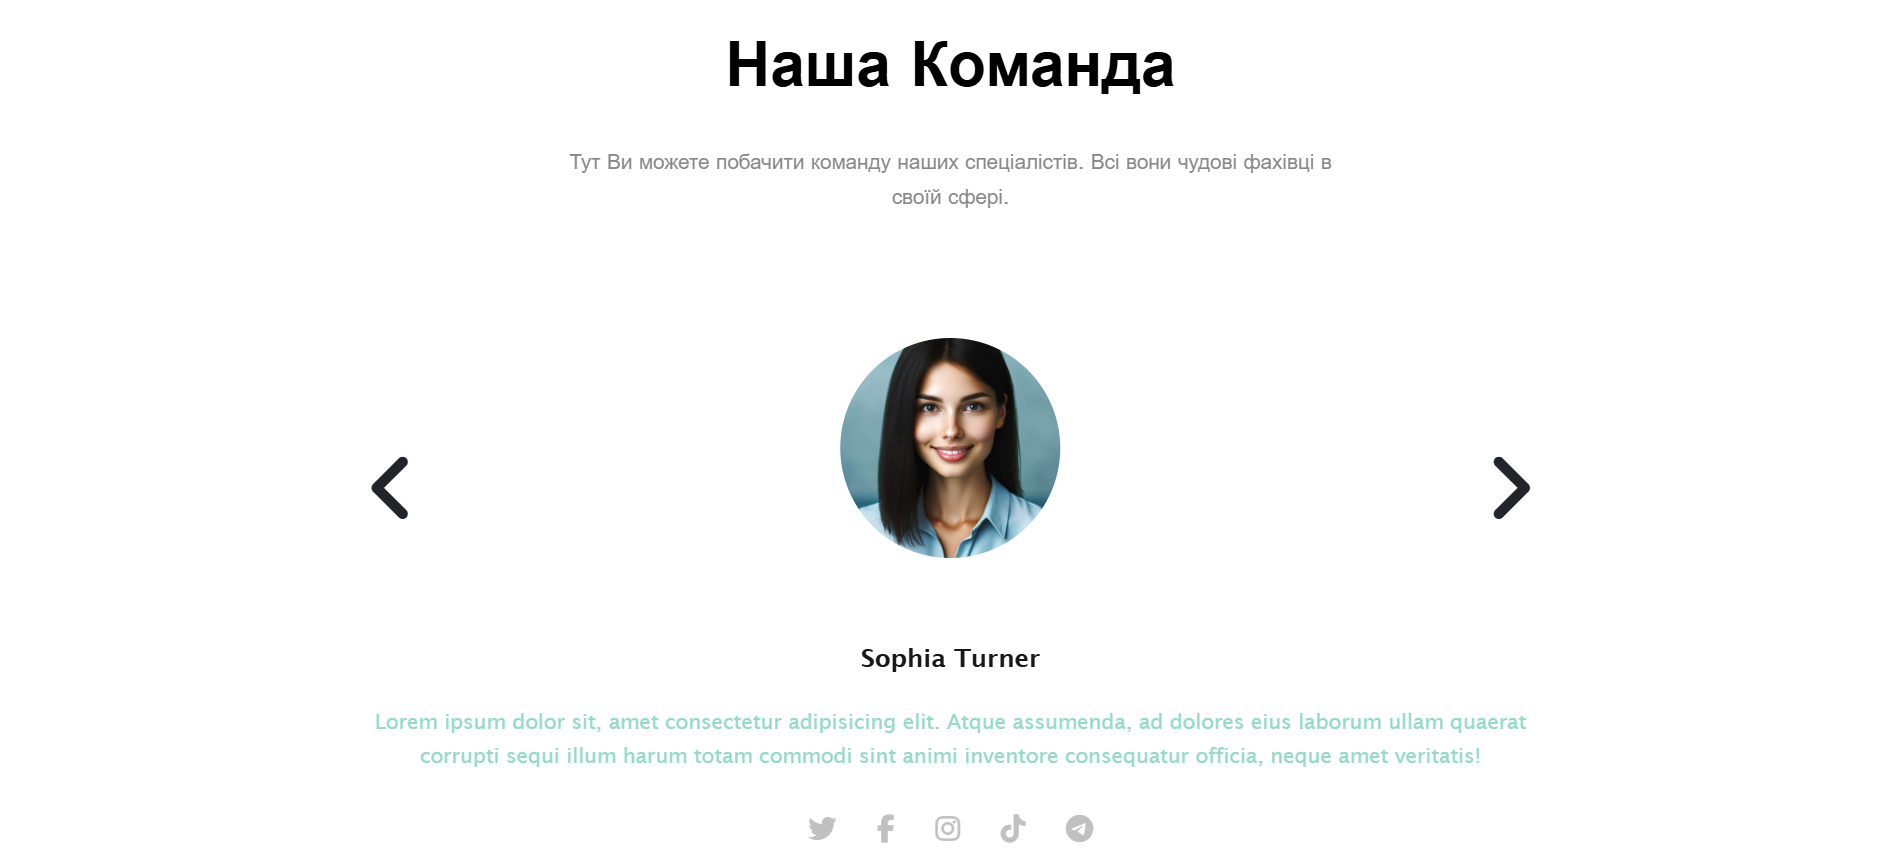 Наша Команда
Тут Ви можете побачити команду наших спеціалістів. Всі вони чудові фахівці в
своїй сфері.
Sophia Turner
Lorem ipsum dolor sit, amet consectetur adipisicing elit. Atque assumenda, ad dolores eius laborum ullam quaerat
corrupti sequi illum harum totam commodi sint animi inventore consequatur officia, neque amet veritatis!